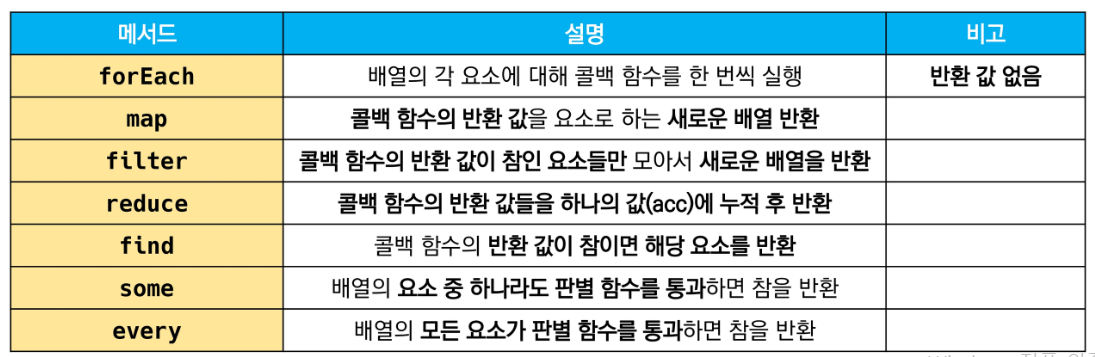 메서드 설명 비고
forEach 배열의 각 요소에 대해 콜백 함수를 한 번씩 실행 반환 값 없음
map 콜백 함수의 반환 값을 요소로 하는 새로운 배열 반환
filter 콜백 함수의 반환 값이 참인 요소들만 모아서 새로운 배열을 반환
reduce 콜백 함수의 반환 값들을 하나의 값(acc)에 누적 후 반환
find 콜백 함수의 반환 값이 참이면 해당 요소를 반환
some 배열의 요소 중 하나라도 판별 함수를 통과하면 참을 반환
every 배열의 모든 요소가 판별 함수를 통과하면 참을 반환